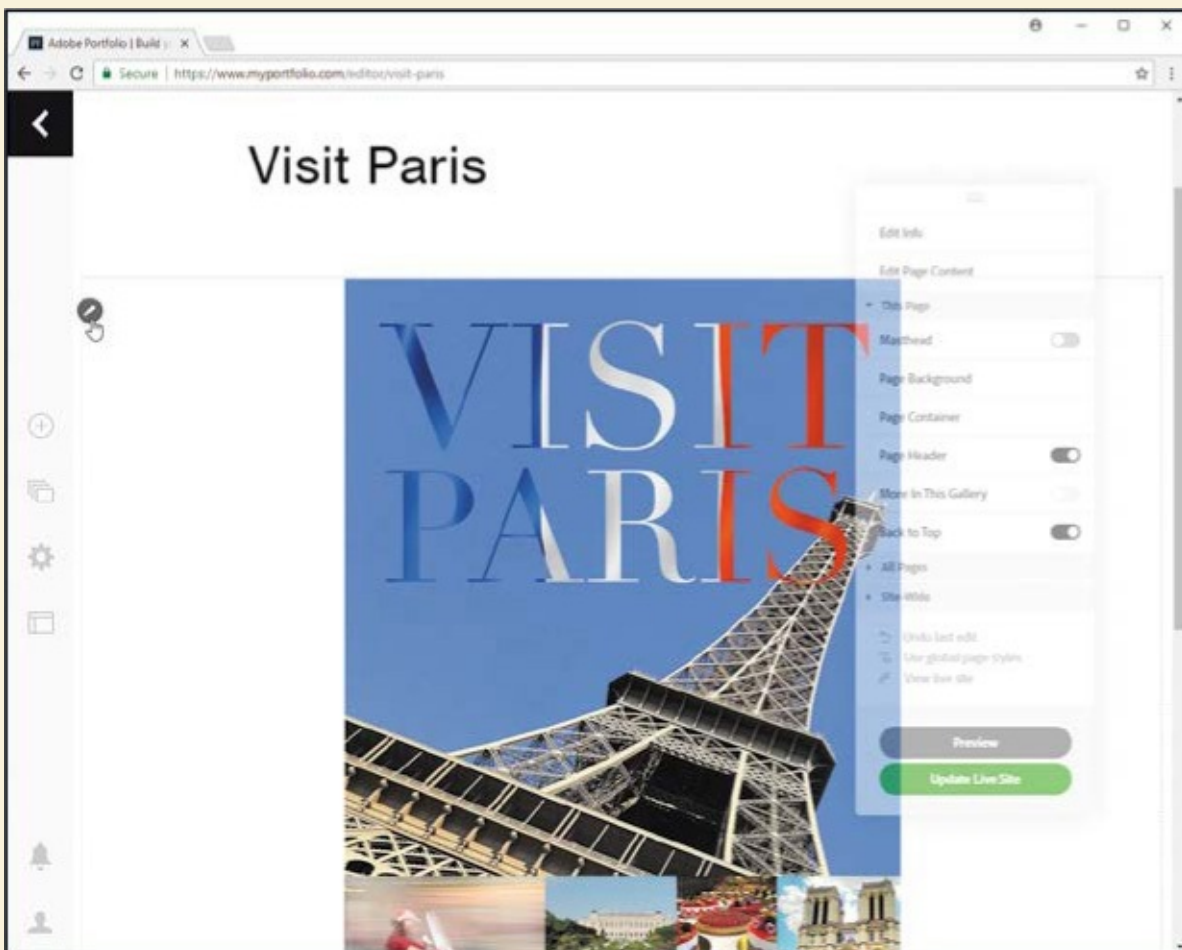 Adobe Portfolio | Build y
Secure | https://www.myportfolio.com/editor/visit-paris
Visit Paris
VISIT
PARIS
Edit Info
Edit Page Content
This Page
Masthead
Page Background
Page Container
Page Header
More In This Gallery
Back to Top
All Pages
Site-Wide
Undo last edit
Use global page styles
View live site
Preview
Update Live Site